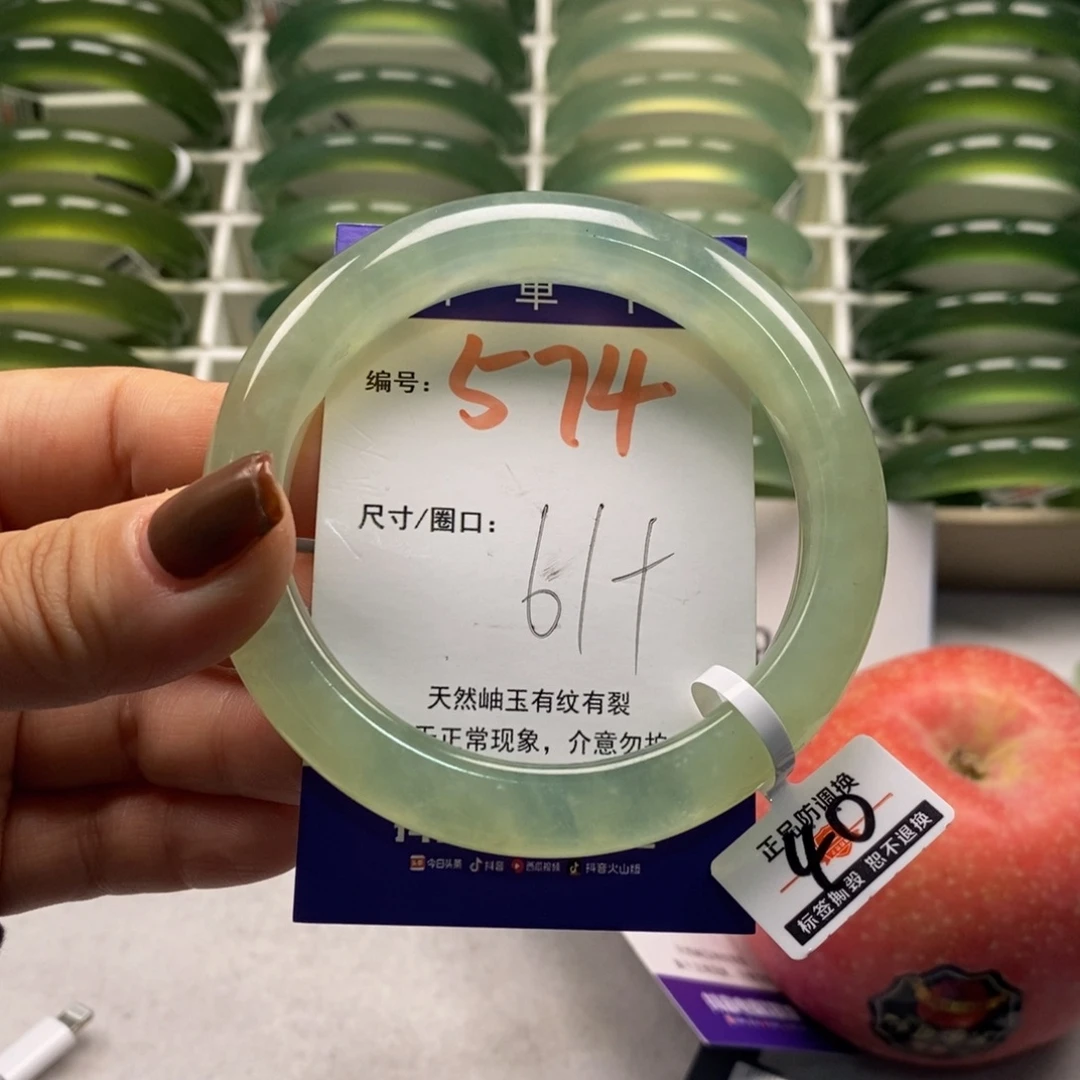 單
编号：574
尺寸/圈口：61+
天然岫玉有纹有裂
正常现象，介意勿拍
今日头条 抖音 西瓜视频 抖音火山版
正品防调换
40
标签撕毁 恕不退换